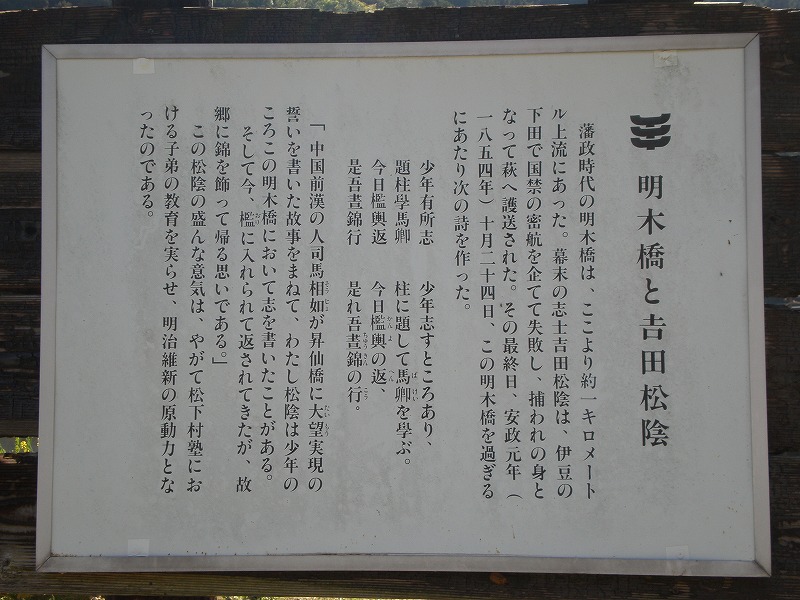 明木橋と𠮷田松陰
藩政時代の明木橋は、ここより約一キロメート
ル上流にあった。幕末の志士𠮷田松陰は、伊豆の
下田で国禁の密航を企てて失敗し、捕われの身と
なって萩へ護送された。その最終日、安政元年（
一八五四年）十月二十四日、この明木橋を過ぎる
にあたり次の詩を作った。
少年有所志　少年志すところあり、
題柱學馬卿　柱に題して馬卿を學ぶ。
今日檻輿返　今日檻輿の返、
是吾晝錦行　是れ吾晝錦の行。
「中国前漢の人司馬相如が昇仙橋に大望実現の
誓いを書いた故事をまねて、わたし松陰は少年の
ころこの明木橋において志を書いたことがある。
そして今、檻に入れられて返されてきたが、故
郷に錦を飾って帰る思いである。」
この松陰の盛んな意気は、やがて松下村塾にお
ける子弟の教育を実らせ、明治維新の原動力とな
ったのである。